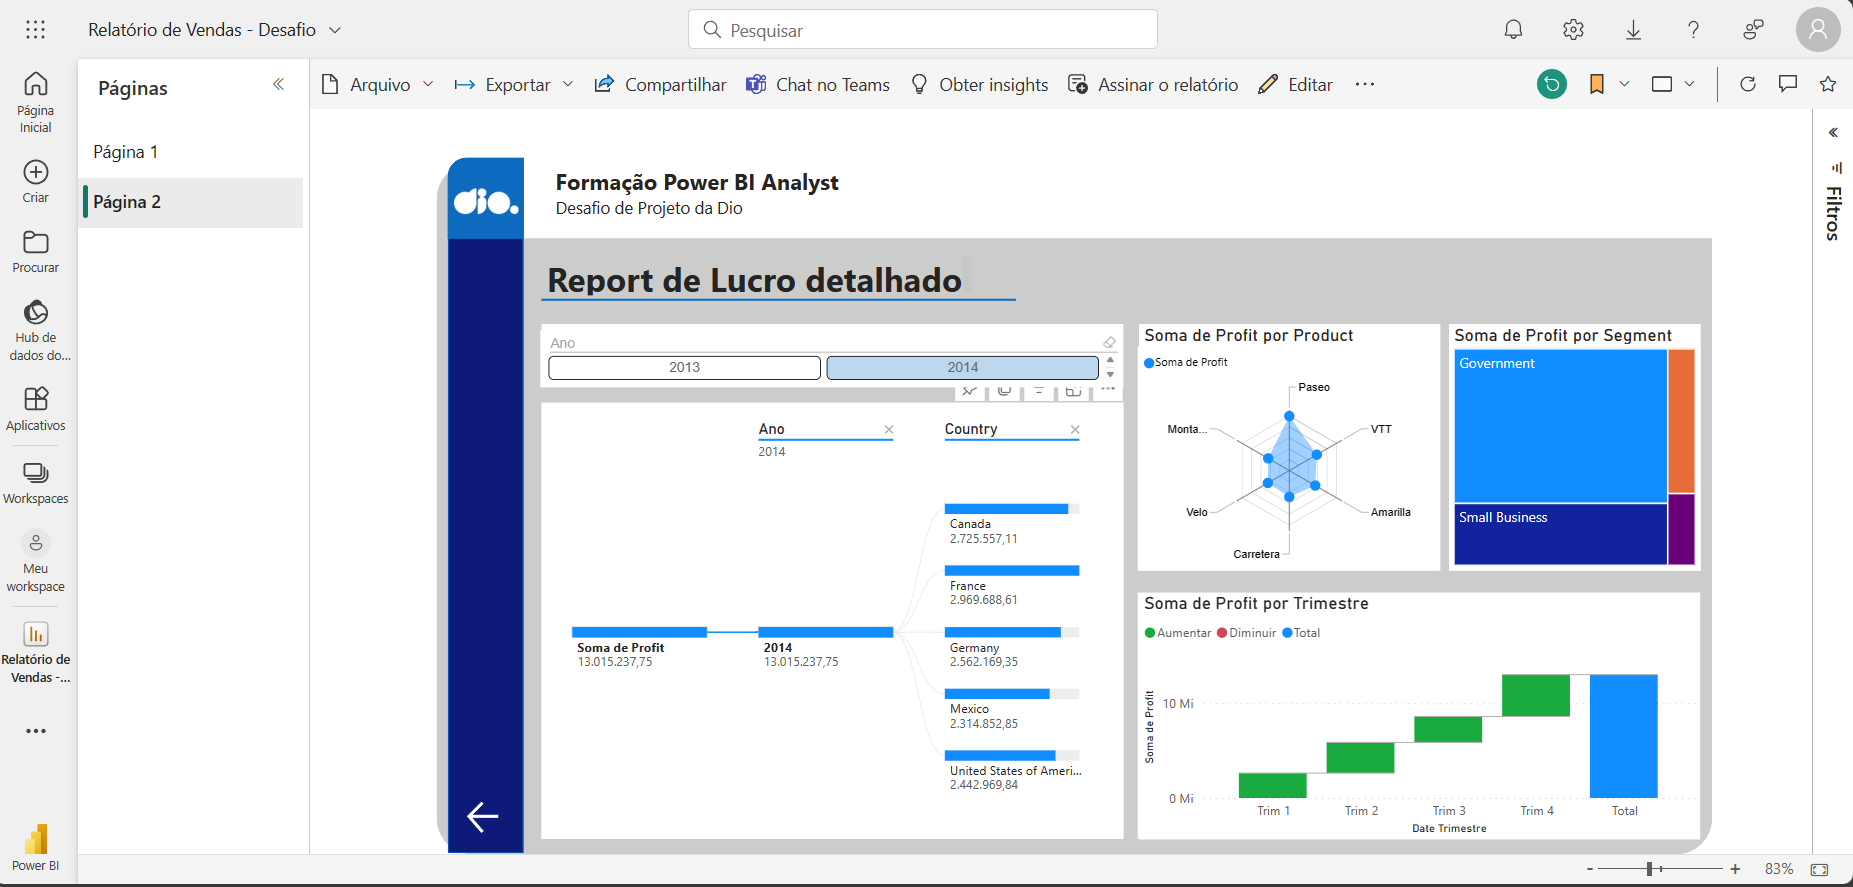 Relatório de Vendas - Desafio
Pesquisar
Página
Inicial
Criar
Procurar
Hub de
dados do...
Aplicativos
Workspaces
Meu
workspace
Relatório de
Vendas -...
Power BI
Páginas
Página 1
Página 2
Arquivo
Exportar
Compartilhar
Chat no Teams
Obter insights
Assinar o relatório
Editar
Filtros
dio.
Formação Power BI Analyst
Desafio de Projeto da Dio
Report de Lucro detalhado
Ano
2013
2014
Ano
2014
Country
Soma de Profit
13.015.237,75
2014
13.015.237,75
Canada
2.725.557,11
France
2.969.688,61
Germany
2.562.169,35
Mexico
2.314.852,85
United States of Ameri...
2.442.969,84
Soma de Profit por Product
Soma de Profit
Paseo
VTT
Amarilla
Carretera
Velo
Monta...
Soma de Profit por Segment
Government
Small Business
Soma de Profit por Trimestre
Aumentar Diminuir Total
Soma de Profit
10 Mi
0 Mi
Trim 1 Trim 2 Trim 3 Trim 4 Total
Date Trimestre
- + 83%